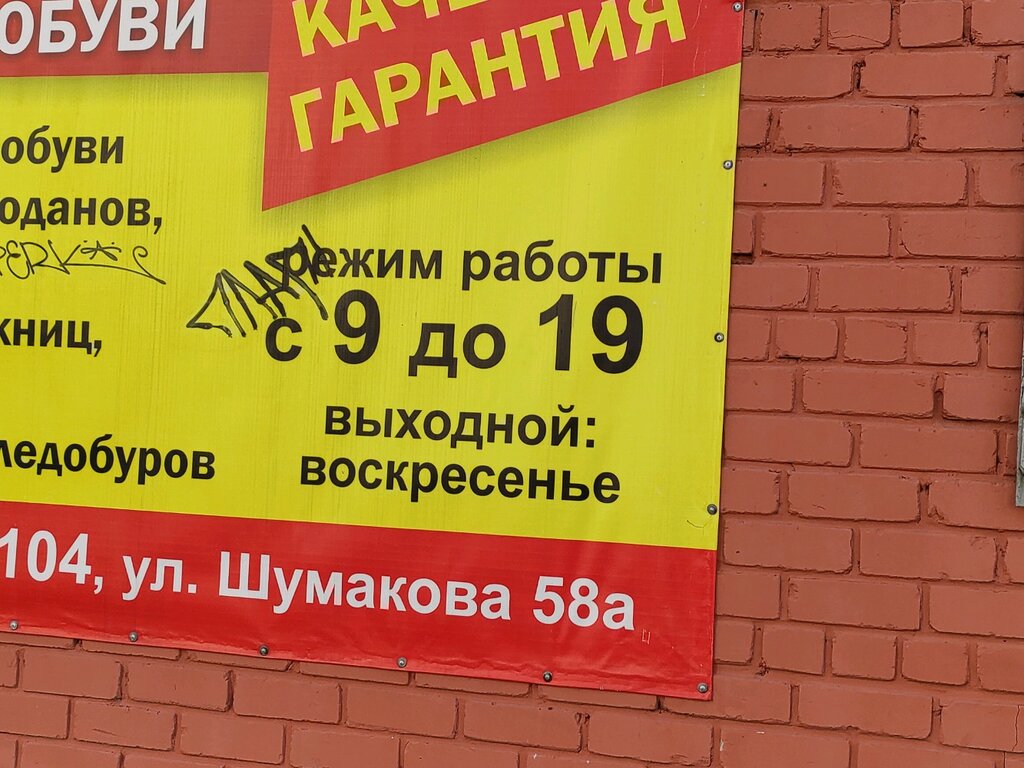 ОБУВИ
ГАРАНТИЯ
обуви
оданов,
режим работы
с 9 до 19
книц,
выходной:
воскресенье
ледобуров
104, ул. Шумакова 58а